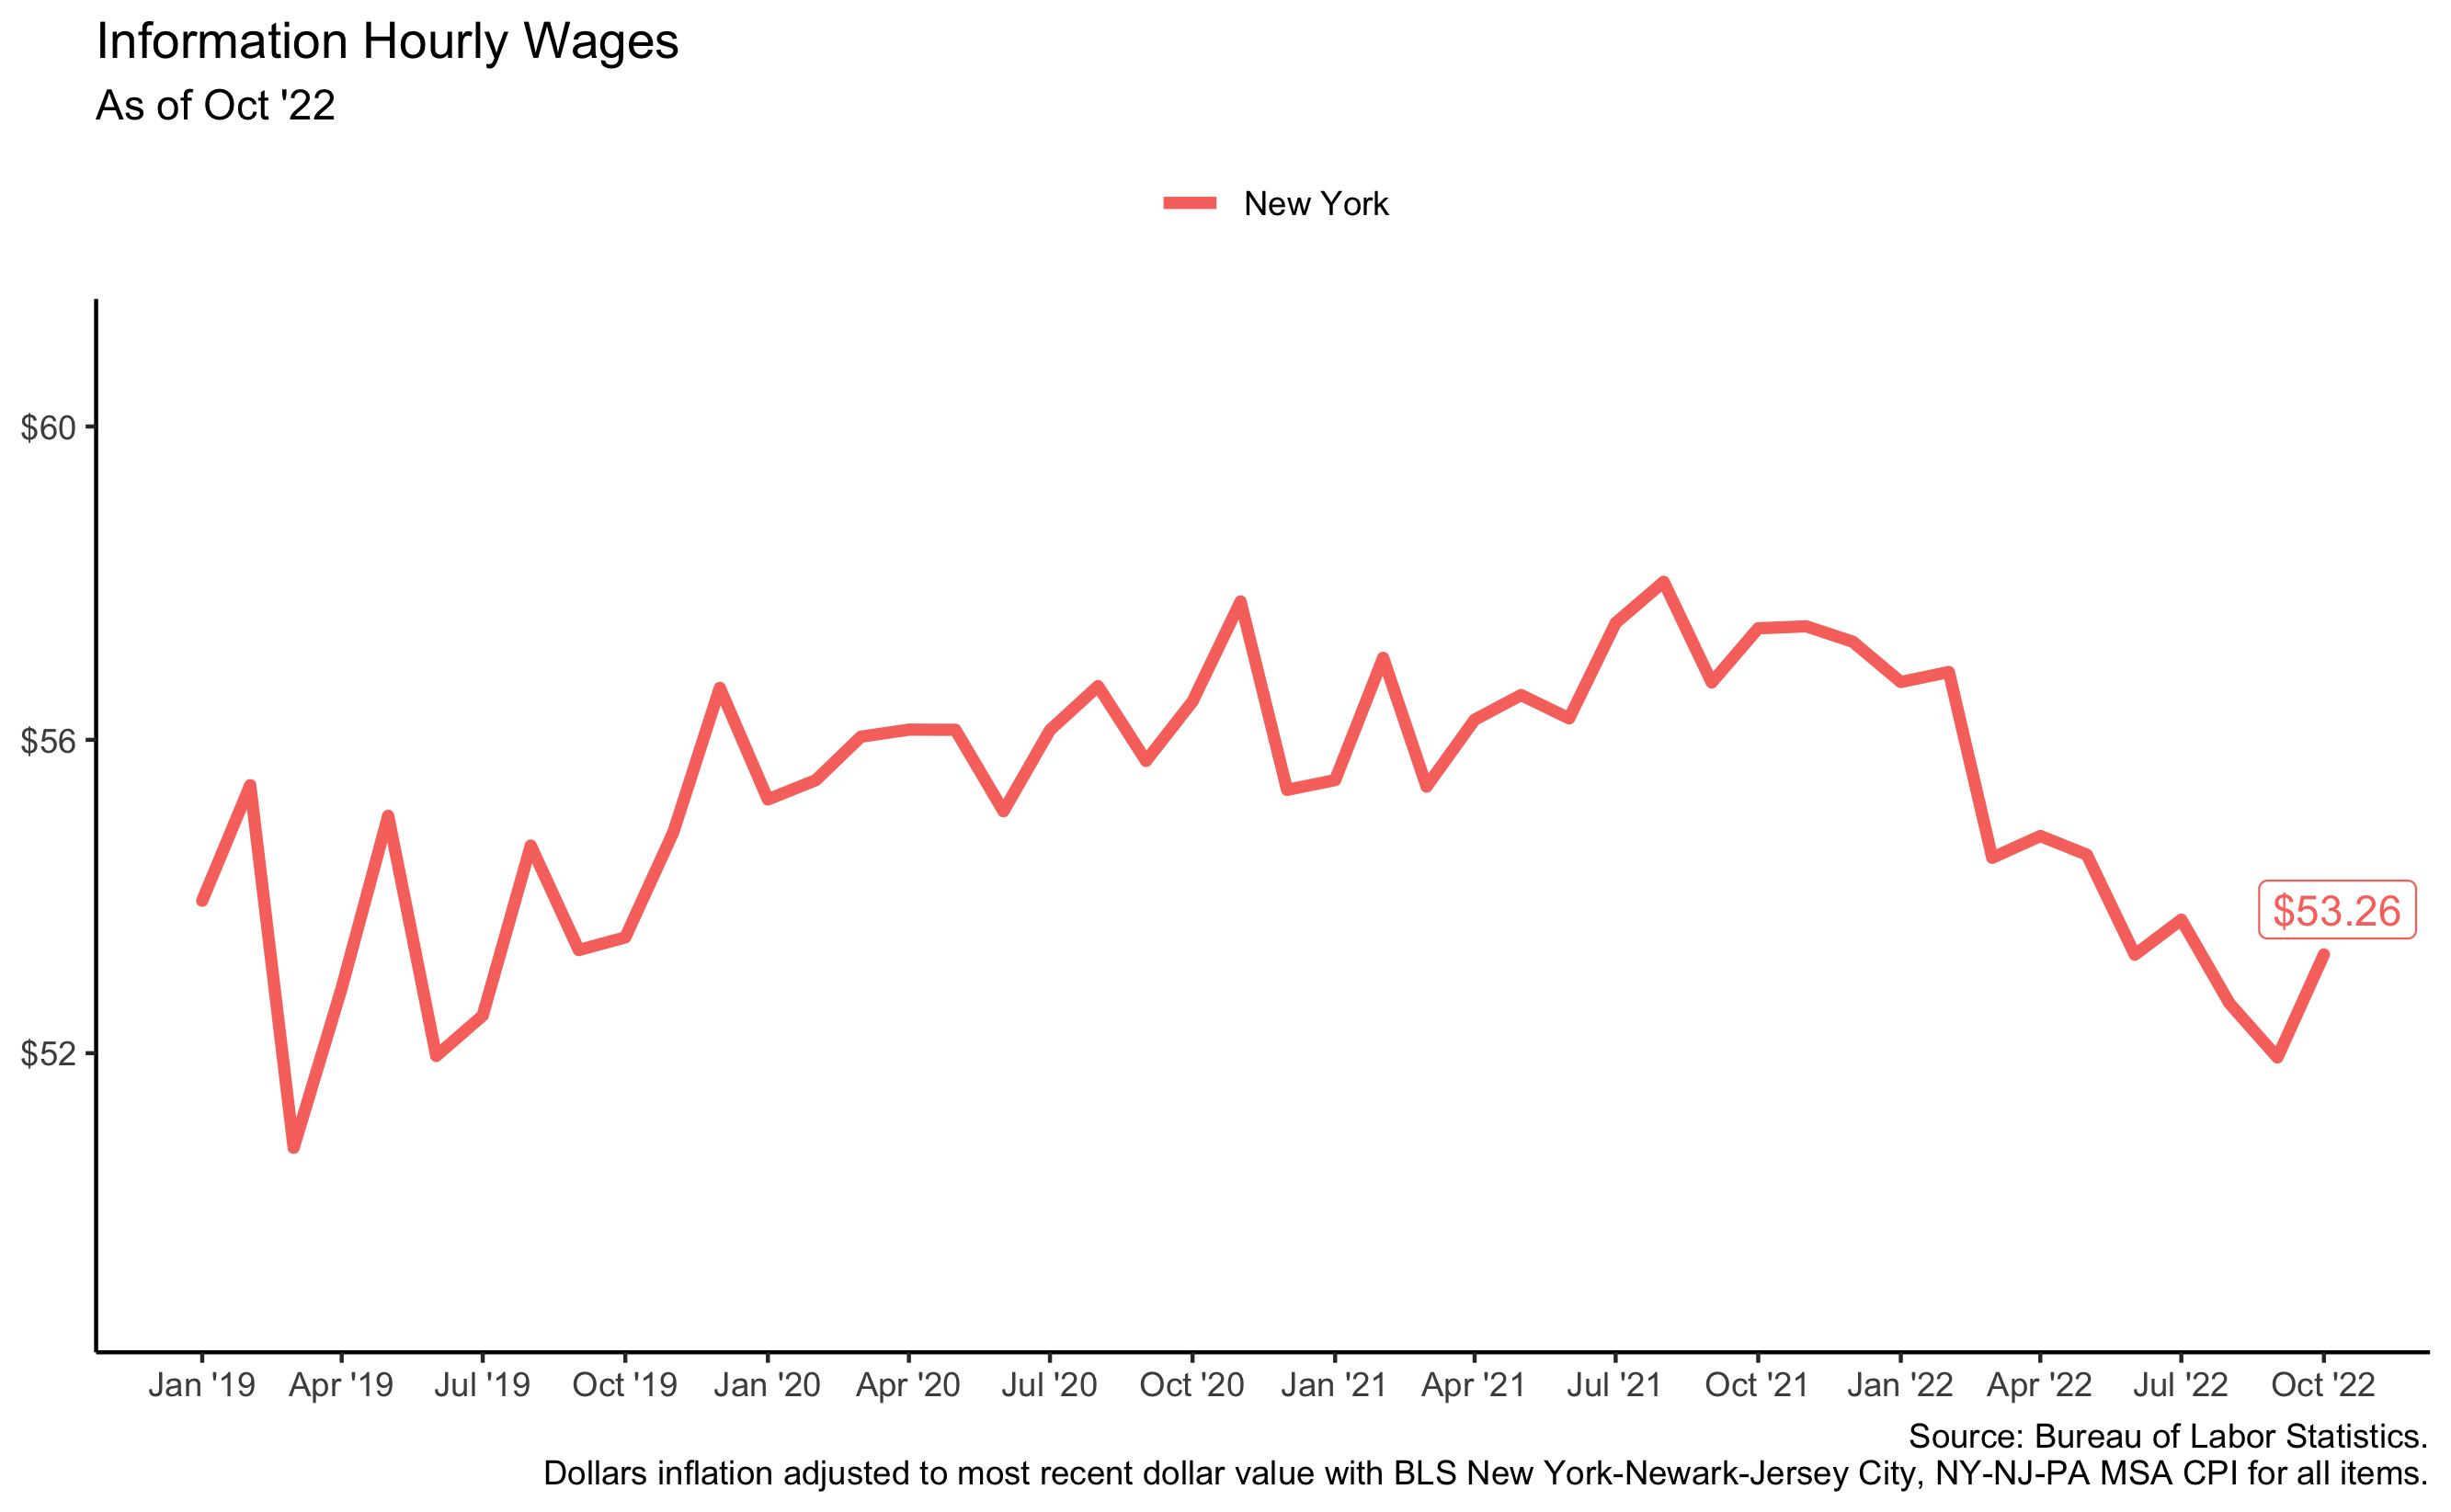 Information Hourly Wages
As of Oct '22
New York
$60
$56
$52
$53.26
Jan '19 Apr '19 Jul '19 Oct '19 Jan '20 Apr '20 Jul '20 Oct '20 Jan '21 Apr '21 Jul '21 Oct '21 Jan '22 Apr '22 Jul '22 Oct '22
Source: Bureau of Labor Statistics.
Dollars inflation adjusted to most recent dollar value with BLS New York-Newark-Jersey City, NY-NJ-PA MSA CPI for all items.